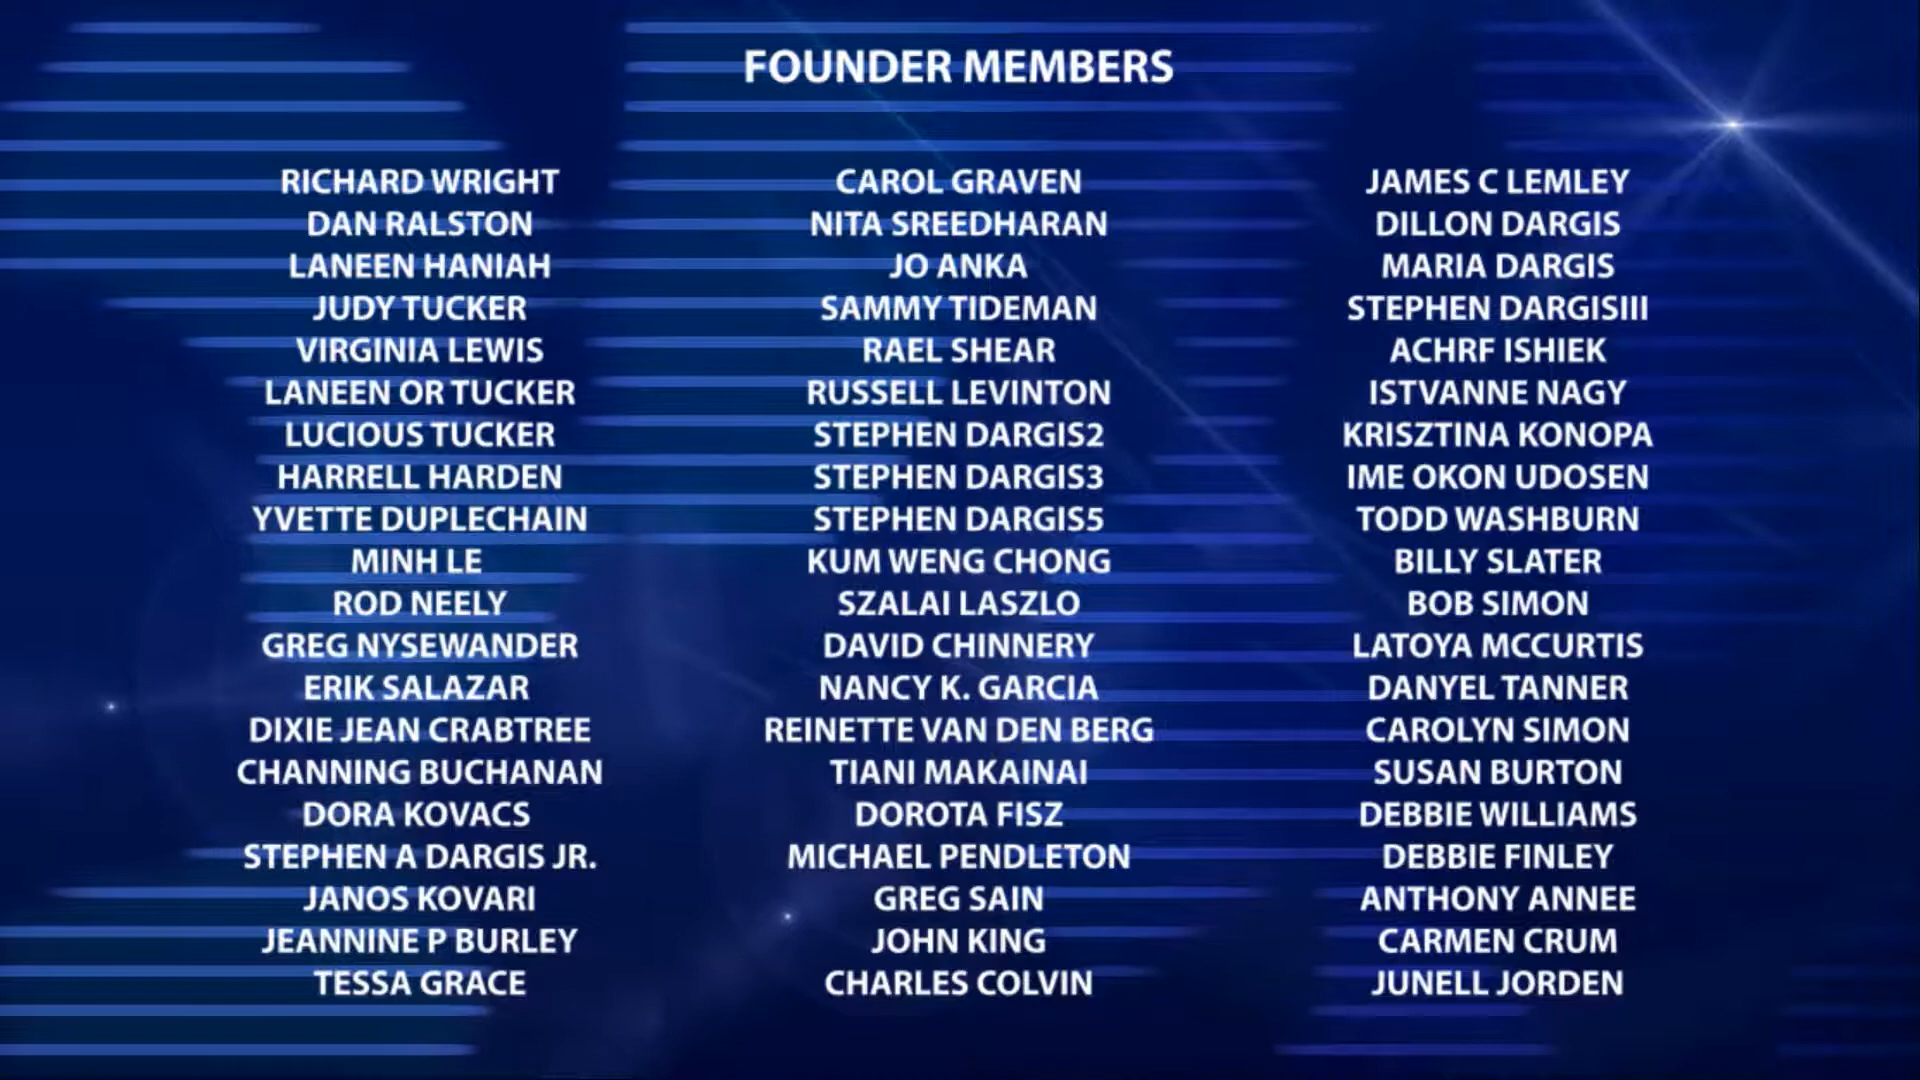 FOUNDER MEMBERS
RICHARD WRIGHT
DAN RALSTON
LANEEN HANIAH
JUDY TUCKER
VIRGINIA LEWIS
LANEEN OR TUCKER
LUCIOUS TUCKER
HARRELL HARDEN
YVETTE DUPLECHAIN
MINH LE
ROD NEELY
GREG NYSEWANDER
ERIK SALAZAR
DIXIE JEAN CRABTREE
CHANNING BUCHANAN
DORA KOVACS
STEPHEN A DARGIS JR.
JANOS KOVARI
JEANNINE P BURLEY
TESSA GRACE
CAROL GRAVEN
NITA SREEDHARAN
JO ANKA
SAMMY TIDEMAN
RAEL SHEAR
RUSSELL LEVINTON
STEPHEN DARGIS2
STEPHEN DARGIS3
STEPHEN DARGIS5
KUM WENG CHONG
SZALAI LASZLO
DAVID CHINNERY
NANCY K. GARCIA
REINETTE VAN DEN BERG
TIANI MAKAINAI
DOROTA FISZ
MICHAEL PENDLETON
GREG SAIN
JOHN KING
CHARLES COLVIN
JAMES C LEMLEY
DILLON DARGIS
MARIA DARGIS
STEPHEN DARGISIII
ACHRF ISHIEK
ISTVANNE NAGY
KRISZTINA KONOPA
IME OKON UDOSEN
TODD WASHBURN
BILLY SLATER
BOB SIMON
LATOYA MCCURTIS
DANYEL TANNER
CAROLYN SIMON
SUSAN BURTON
DEBBIE WILLIAMS
DEBBIE FINLEY
ANTHONY ANNEE
CARMEN CRUM
JUNELL JORDEN